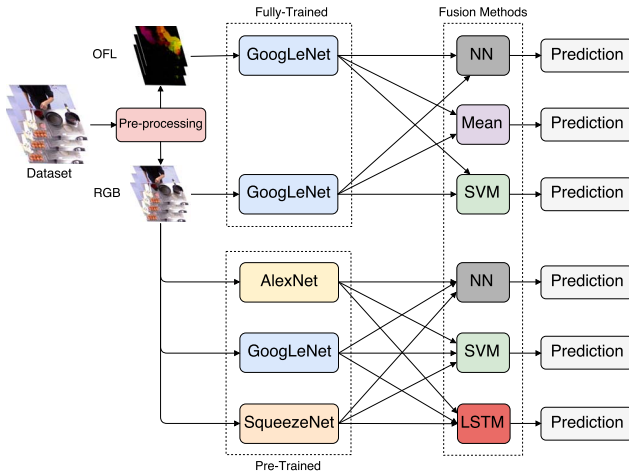 Fully-Trained
Fusion Methods
OFL
GoogLeNet
NN
Prediction
Pre-processing
Mean
Prediction
Dataset
RGB
GoogLeNet
SVM
Prediction
AlexNet
NN
Prediction
GoogLeNet
SVM
Prediction
SqueezeNet
LSTM
Prediction
Pre-Trained